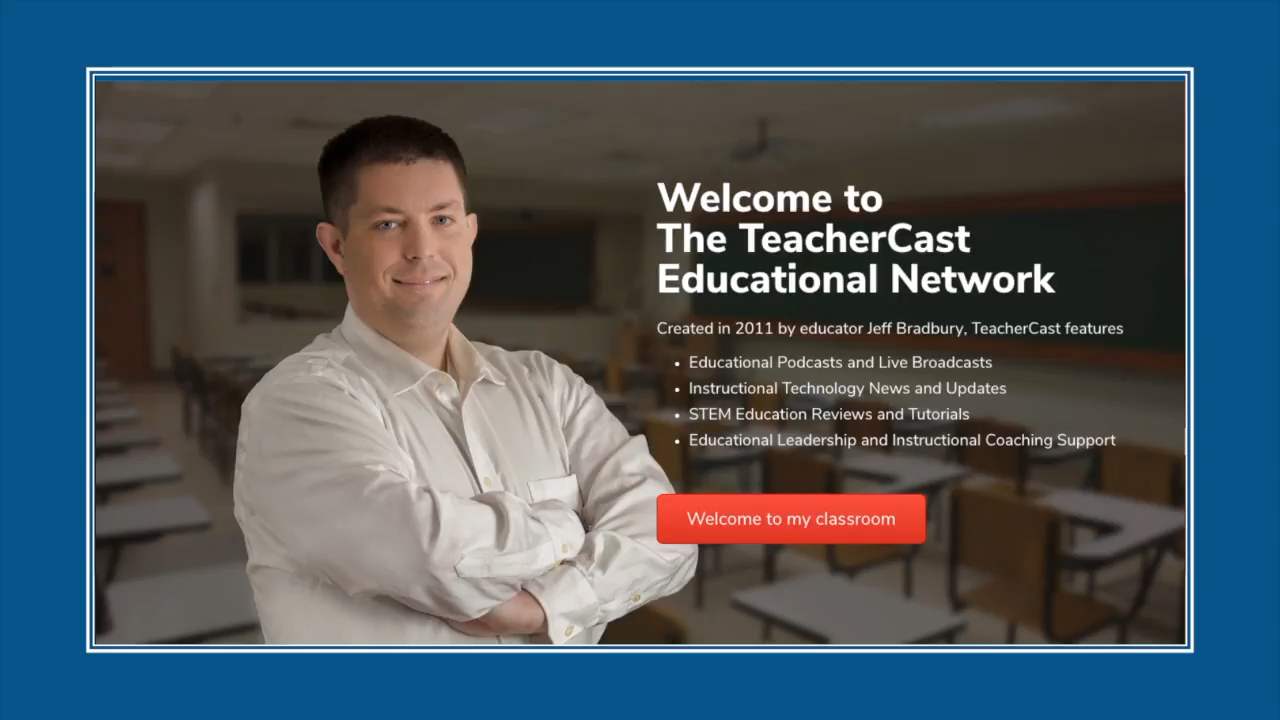 Welcome to
The TeacherCast
Educational Network
Created in 2011 by educator Jeff Bradbury, TeacherCast features
• Educational Podcasts and Live Broadcasts
• Instructional Technology News and Updates
• STEM Education Reviews and Tutorials
• Educational Leadership and Instructional Coaching Support
Welcome to my classroom